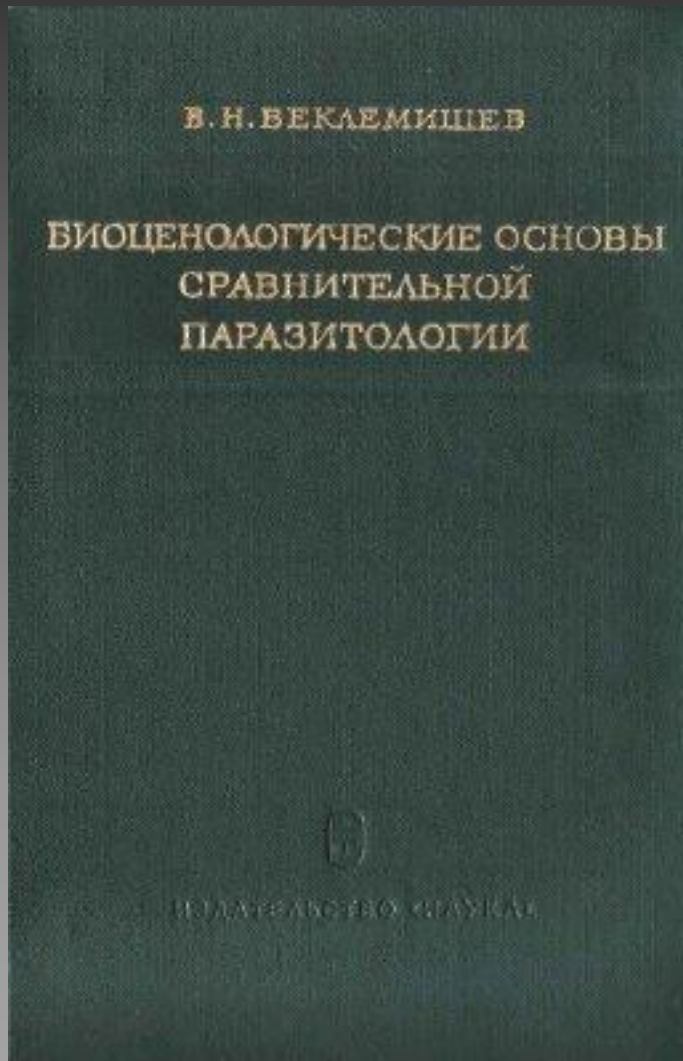 В. Н. БЕКЛЕМИШЕВ
БИОЦЕНОЛОГИЧЕСКИЕ ОСНОВЫ
СРАВНИТЕЛЬНОЙ
ПАРАЗИТОЛОГИИ
ИЗДАТЕЛЬСТВО «НАУКА»